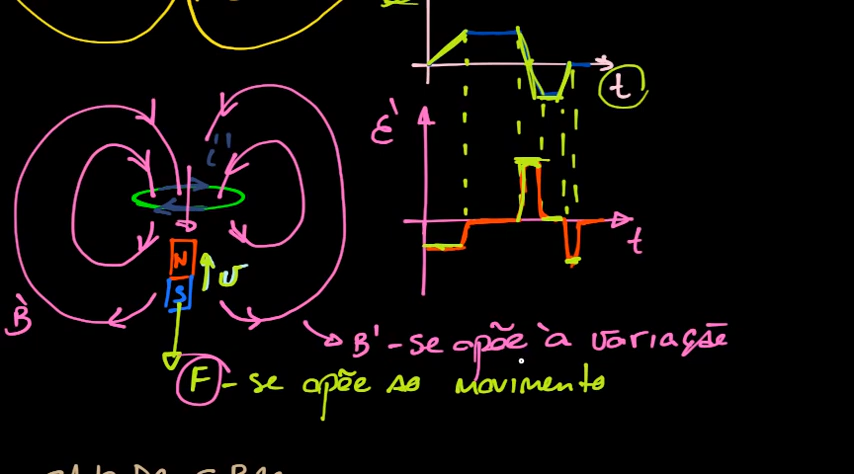 t
ε'
i'
N
S
v
t
B
B' - se opõe à variação
F - se opõe ao movimento